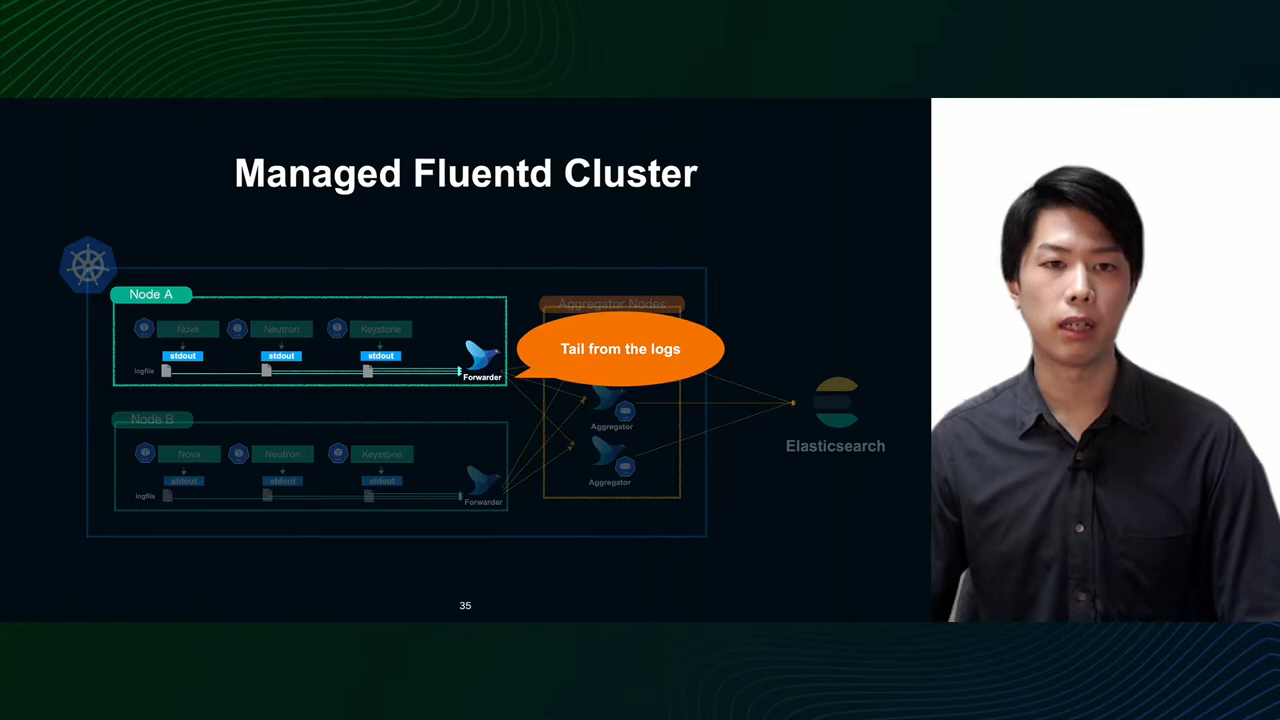 Managed Fluentd Cluster
Node A
Aggregator Nodes
Nova
Neutron
Keystone
stdout
stdout
stdout
logfile
Forwarder
Tail from the logs
Node B
Aggregator
Elasticsearch
Nova
Neutron
Keystone
stdout
stdout
stdout
logfile
Forwarder
Aggregator
35